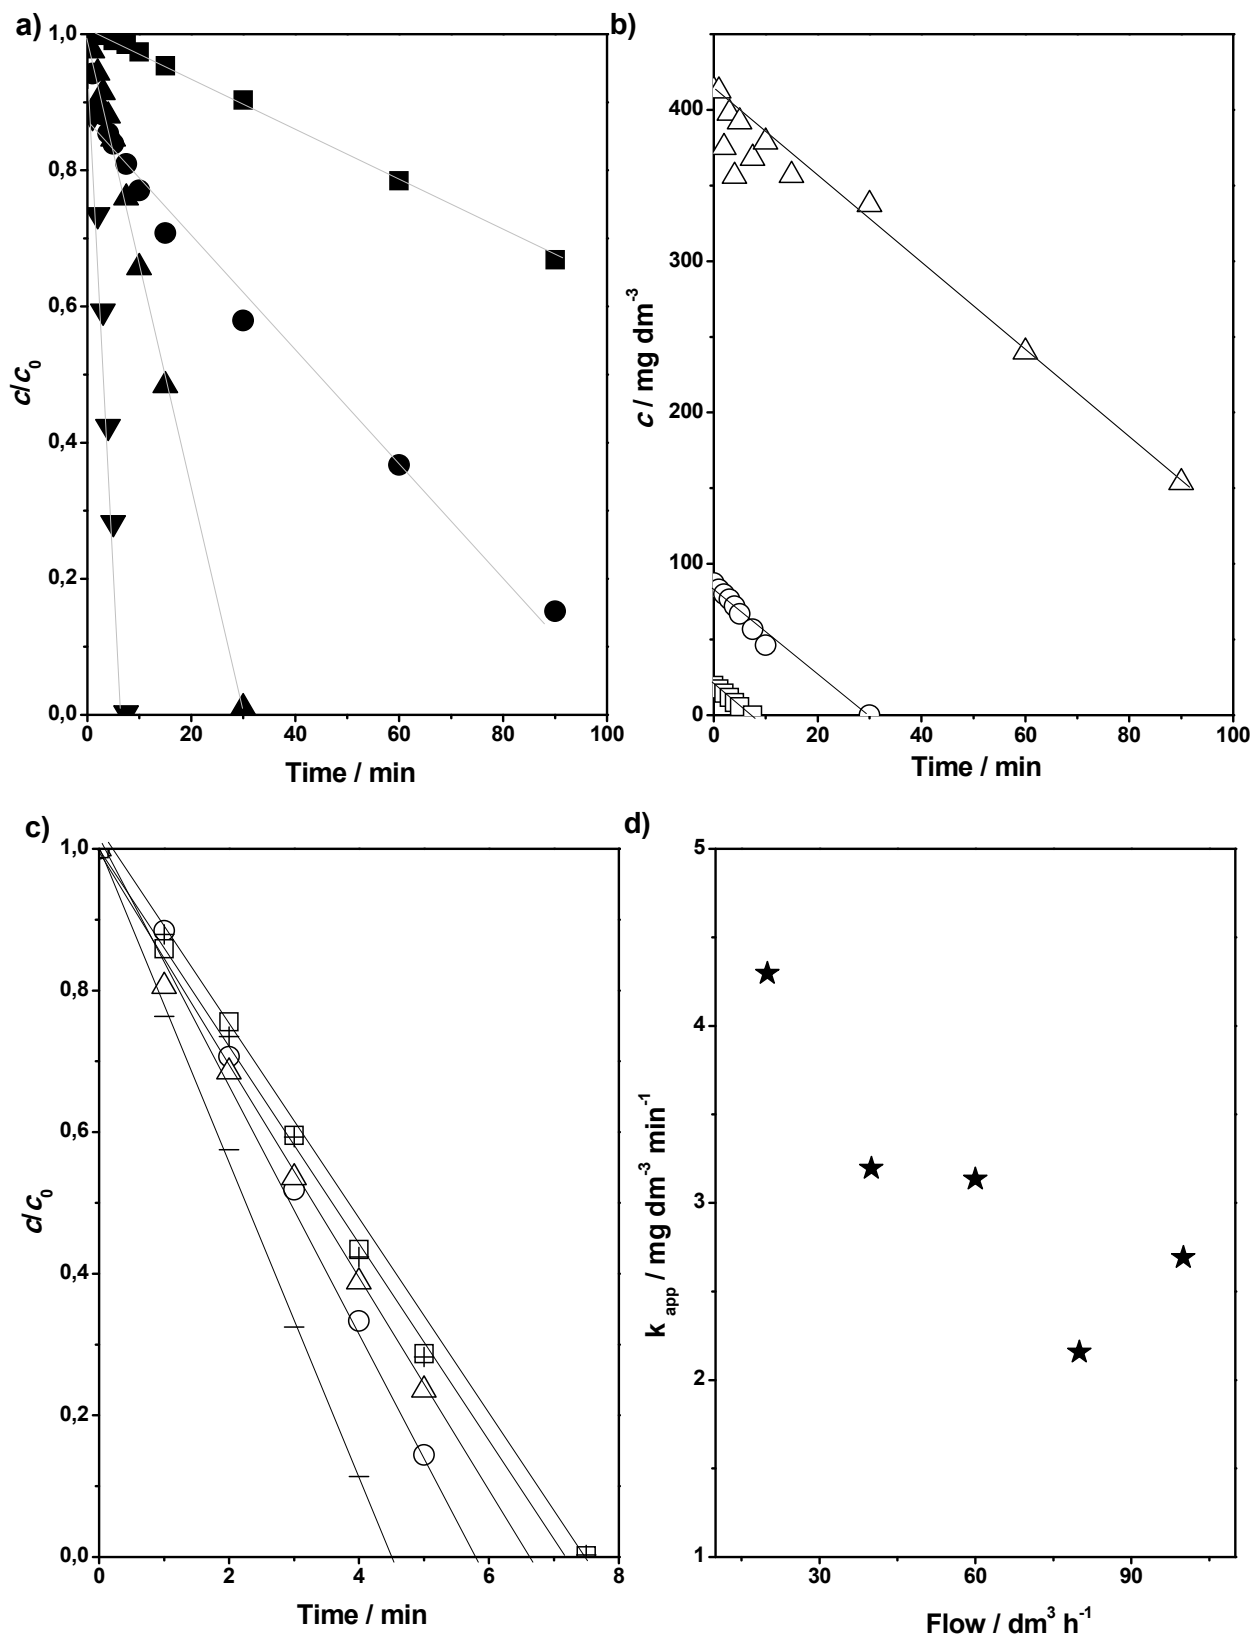 a)
1,0
0,8
0,6
0,4
0,2
0,0
c/c0
0 20 40 60 80 100
Time / min
b)
400
300
200
100
0
c / mg dm-3
0 20 40 60 80 100
Time / min
c)
1,0
0,8
0,6
0,4
0,2
0,0
c/c0
0 2 4 6 8
Time / min
d)
5
4
3
2
1
k app / mg dm-3 min-1
30 60 90
Flow / dm3 h-1